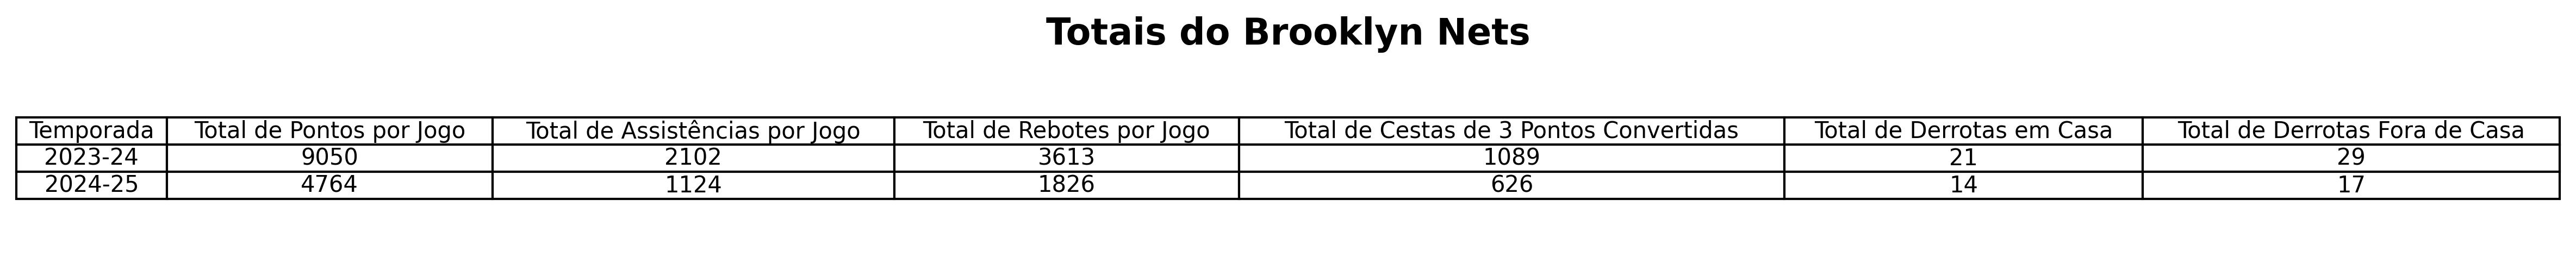 Totais do Brooklyn Nets
Temporada Total de Pontos por Jogo Total de Assistências por Jogo Total de Rebotes por Jogo Total de Cestas de 3 Pontos Convertidas Total de Derrotas em Casa Total de Derrotas Fora de Casa
2023-24 9050 2102 3613 1089 21 29
2024-25 4764 1124 1826 626 14 17